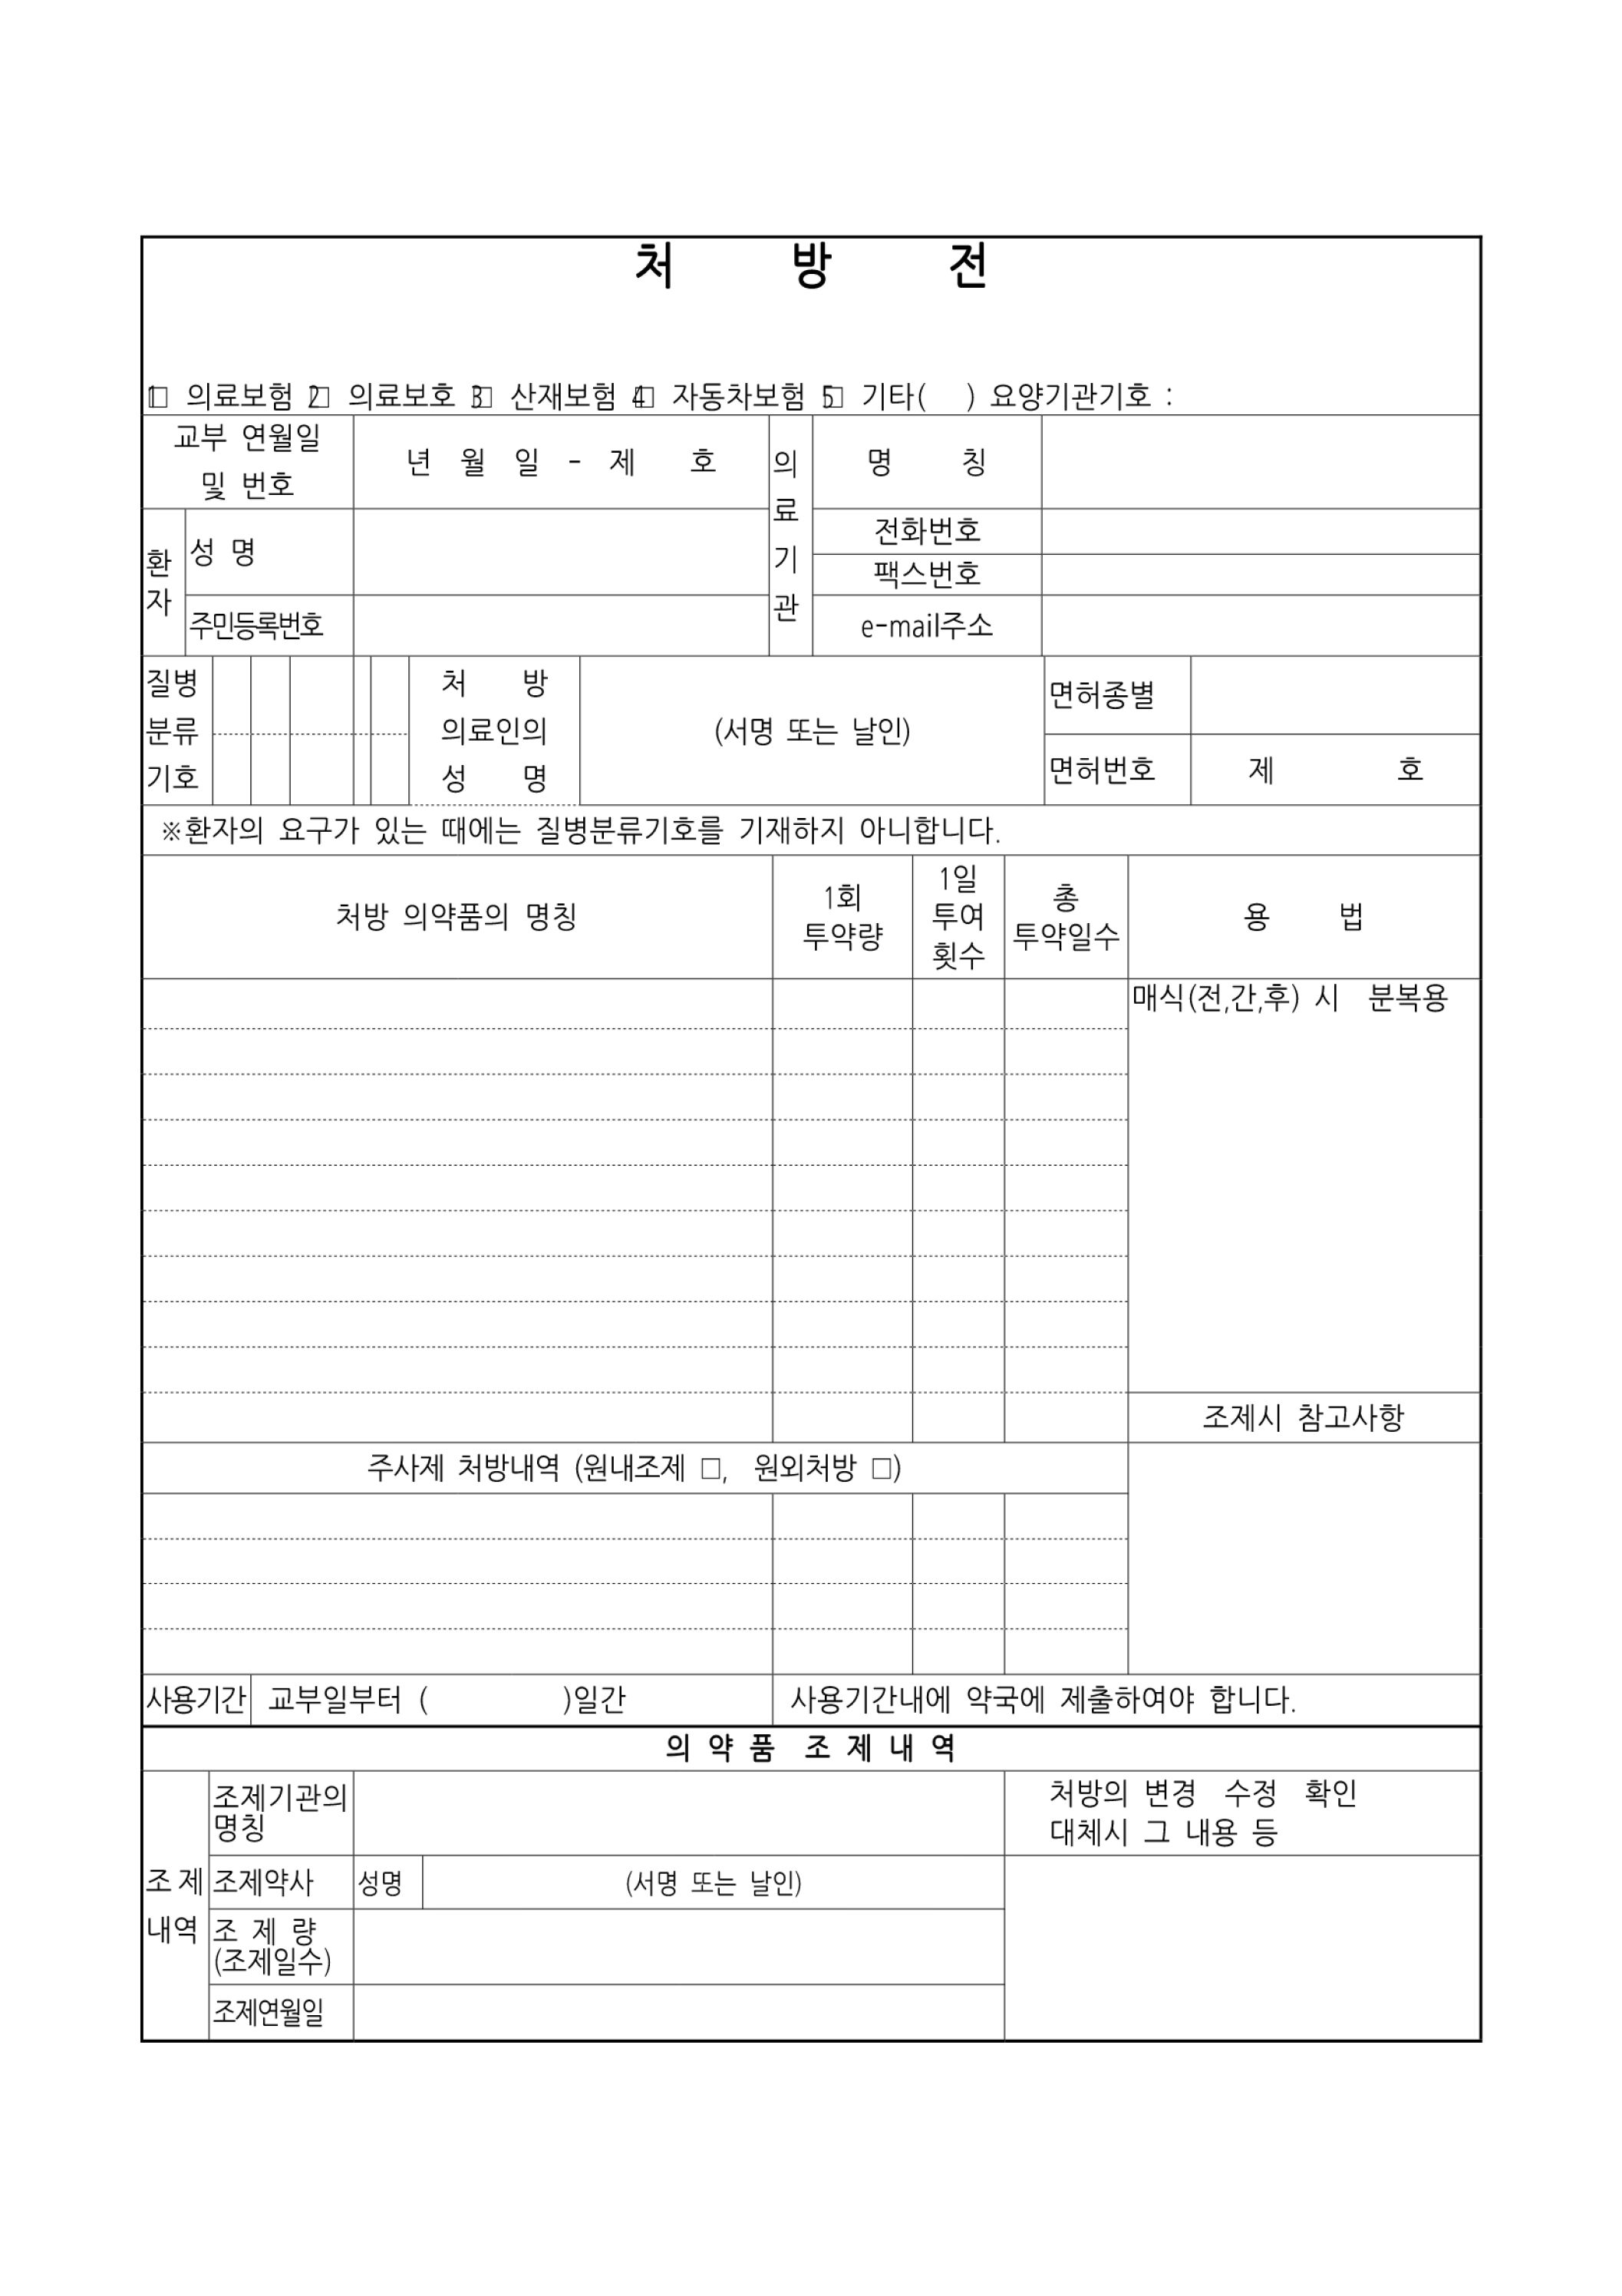 처 방 전
1□ 의료보험 2□ 의료보호 3□ 산재보험 4□ 자동차보험 5□ 기타( ) 요양기관기호 :
교부 연월일
및 번호
년 월 일 - 제 호
의
료
기
관
명 칭
전화번호
팩스번호
e-mail주소
환
자
성 명
주민등록번호
질병
분류
기호
처 방
의료인의
성 명
(서명 또는 날인)
면허종별
면허번호
제 호
※환자의 요구가 있는 때에는 질병분류기호를 기재하지 아니합니다.
처방 의약품의 명칭
1회
투약량
1일
투여
횟수
총
투약일수
용 법
매식(전,간,후) 시 분복용
조제시 참고사항
주사제 처방내역 (원내조제 □, 원외처방 □)
사용기간
교부일부터 ( )일간
사용기간내에 약국에 제출하여야 합니다.
의 약 품 조 제 내 역
조 제
내역
조제기관의
명칭
처방의 변경 수정 확인
대체시 그 내용 등
조제약사
성명
(서명 또는 날인)
조 제 량
(조제일수)
조제연월일